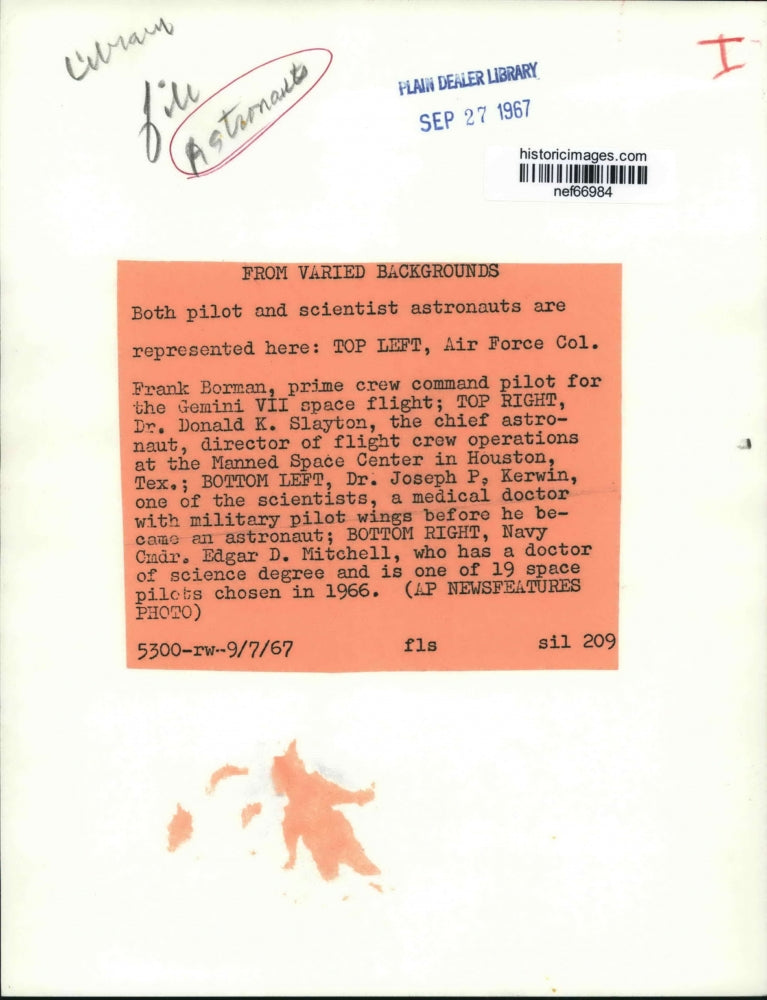 Library
file
Astronauts
PLAIN DEALER LIBRARY
SEP 27 1967
I
historicimages.com
nef66984
FROM VARIED BACKGROUNDS
Both pilot and scientist astronauts are
represented here: TOP LEFT, Air Force Col.
Frank Borman, prime crew command pilot for
the Gemini VII space flight; TOP RIGHT,
Dr. Donald K. Slayton, the chief astro-
naut, director of flight crew operations
at the Manned Space Center in Houston,
Tex.; BOTTOM LEFT, Dr. Joseph P. Kerwin,
one of the scientists, a medical doctor
with military pilot wings before he be-
came an astronaut; BOTTOM RIGHT, Navy
Cmdr. Edgar D. Mitchell, who has a doctor
of science degree and is one of 19 space
pilots chosen in 1966. (AP NEWSFEATURES
PHOTO)
5300-rw--9/7/67 fls sil 209